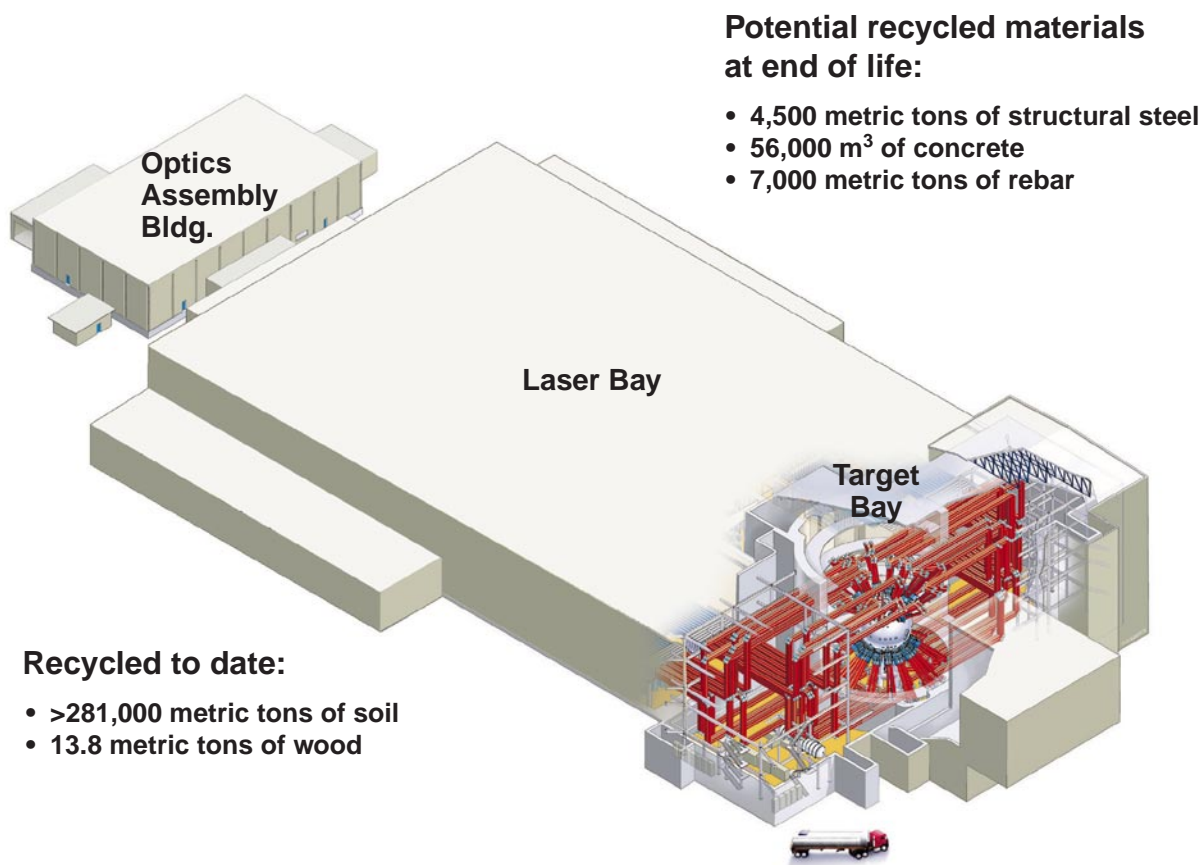 Potential recycled materials
at end of life:
• 4,500 metric tons of structural steel
• 56,000 m³ of concrete
• 7,000 metric tons of rebar
Optics
Assembly
Bldg.
Laser Bay
Target
Bay
Recycled to date:
• >281,000 metric tons of soil
• 13.8 metric tons of wood